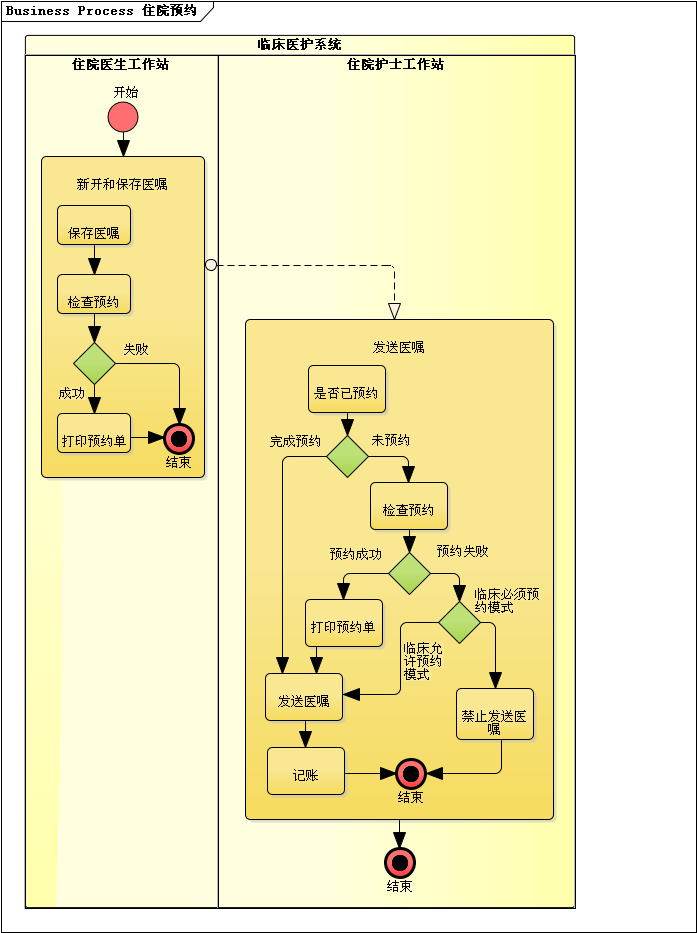 Business Process 住院预约
临床医护系统
住院医生工作站
住院护士工作站
开始
新开和保存医嘱
保存医嘱
检查预约
失败
成功
打印预约单
结束
发送医嘱
是否已预约
完成预约
未预约
检查预约
预约成功
预约失败
临床必须预
约模式
打印预约单
临床允
许预约
模式
发送医嘱
禁止发送医
嘱
记账
结束
结束